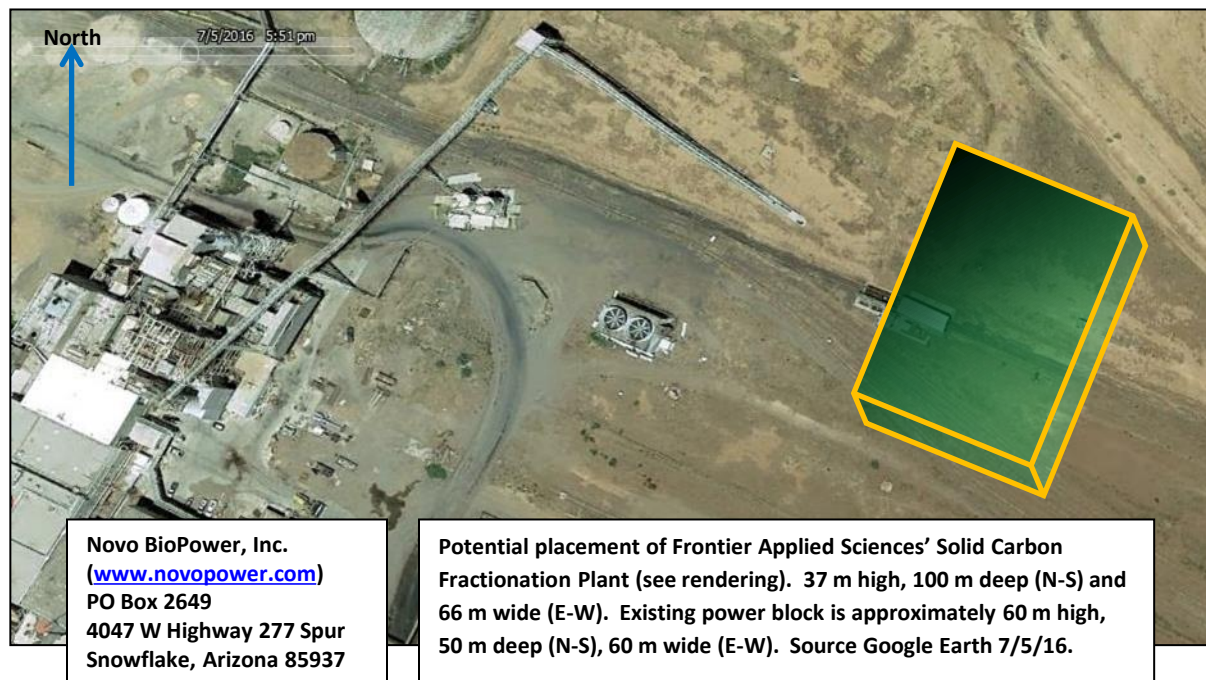 North
7/5/2016 5:51 pm
Novo BioPower, Inc.
(www.novopower.com)
PO Box 2649
4047 W Highway 277 Spur
Snowflake, Arizona 85937
Potential placement of Frontier Applied Sciences’ Solid Carbon
Fractionation Plant (see rendering). 37 m high, 100 m deep (N-S) and
66 m wide (E-W). Existing power block is approximately 60 m high,
50 m deep (N-S), 60 m wide (E-W). Source Google Earth 7/5/16.